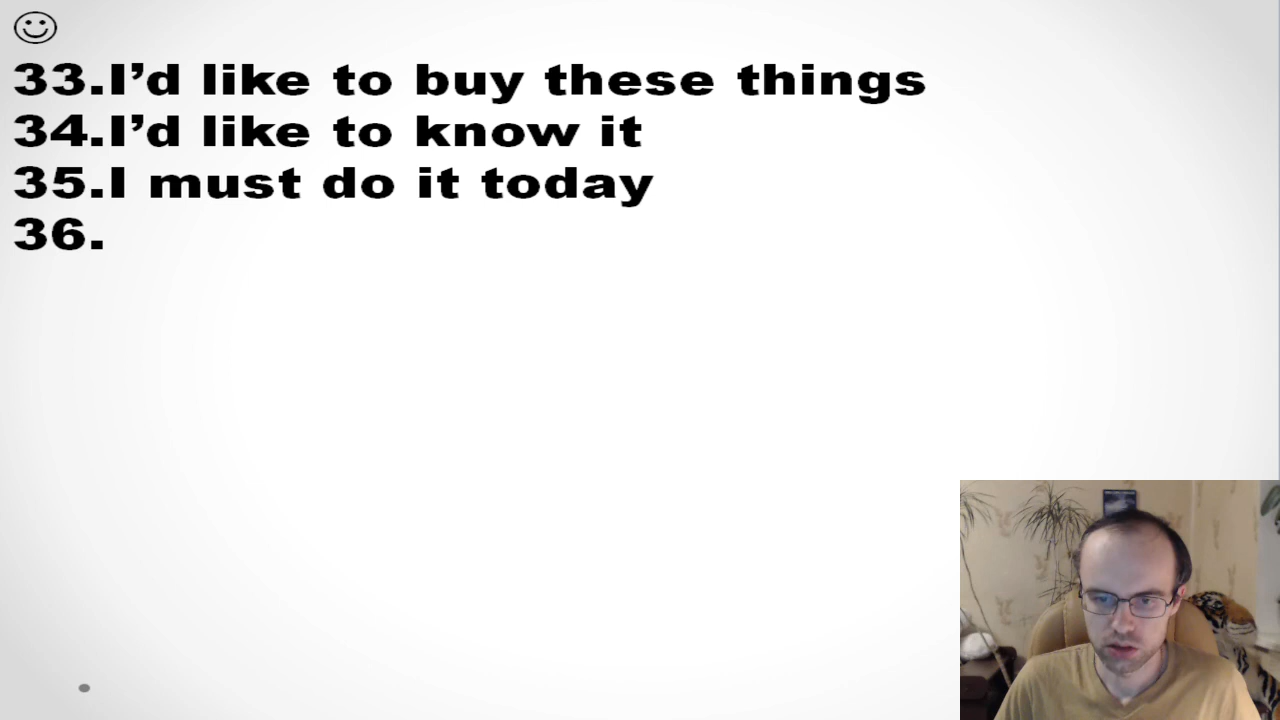 33.I’d like to buy these things
34.I’d like to know it
35.I must do it today
36.